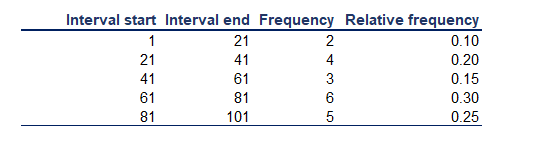 Interval start Interval end Frequency Relative frequency
1 21 2 0.10
21 41 4 0.20
41 61 3 0.15
61 81 6 0.30
81 101 5 0.25